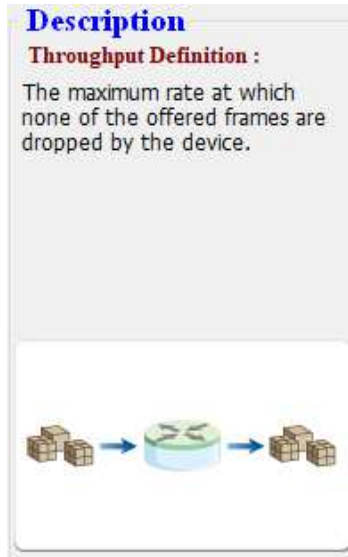 Description
Throughput Definition :
The maximum rate at which
none of the offered frames are
dropped by the device.